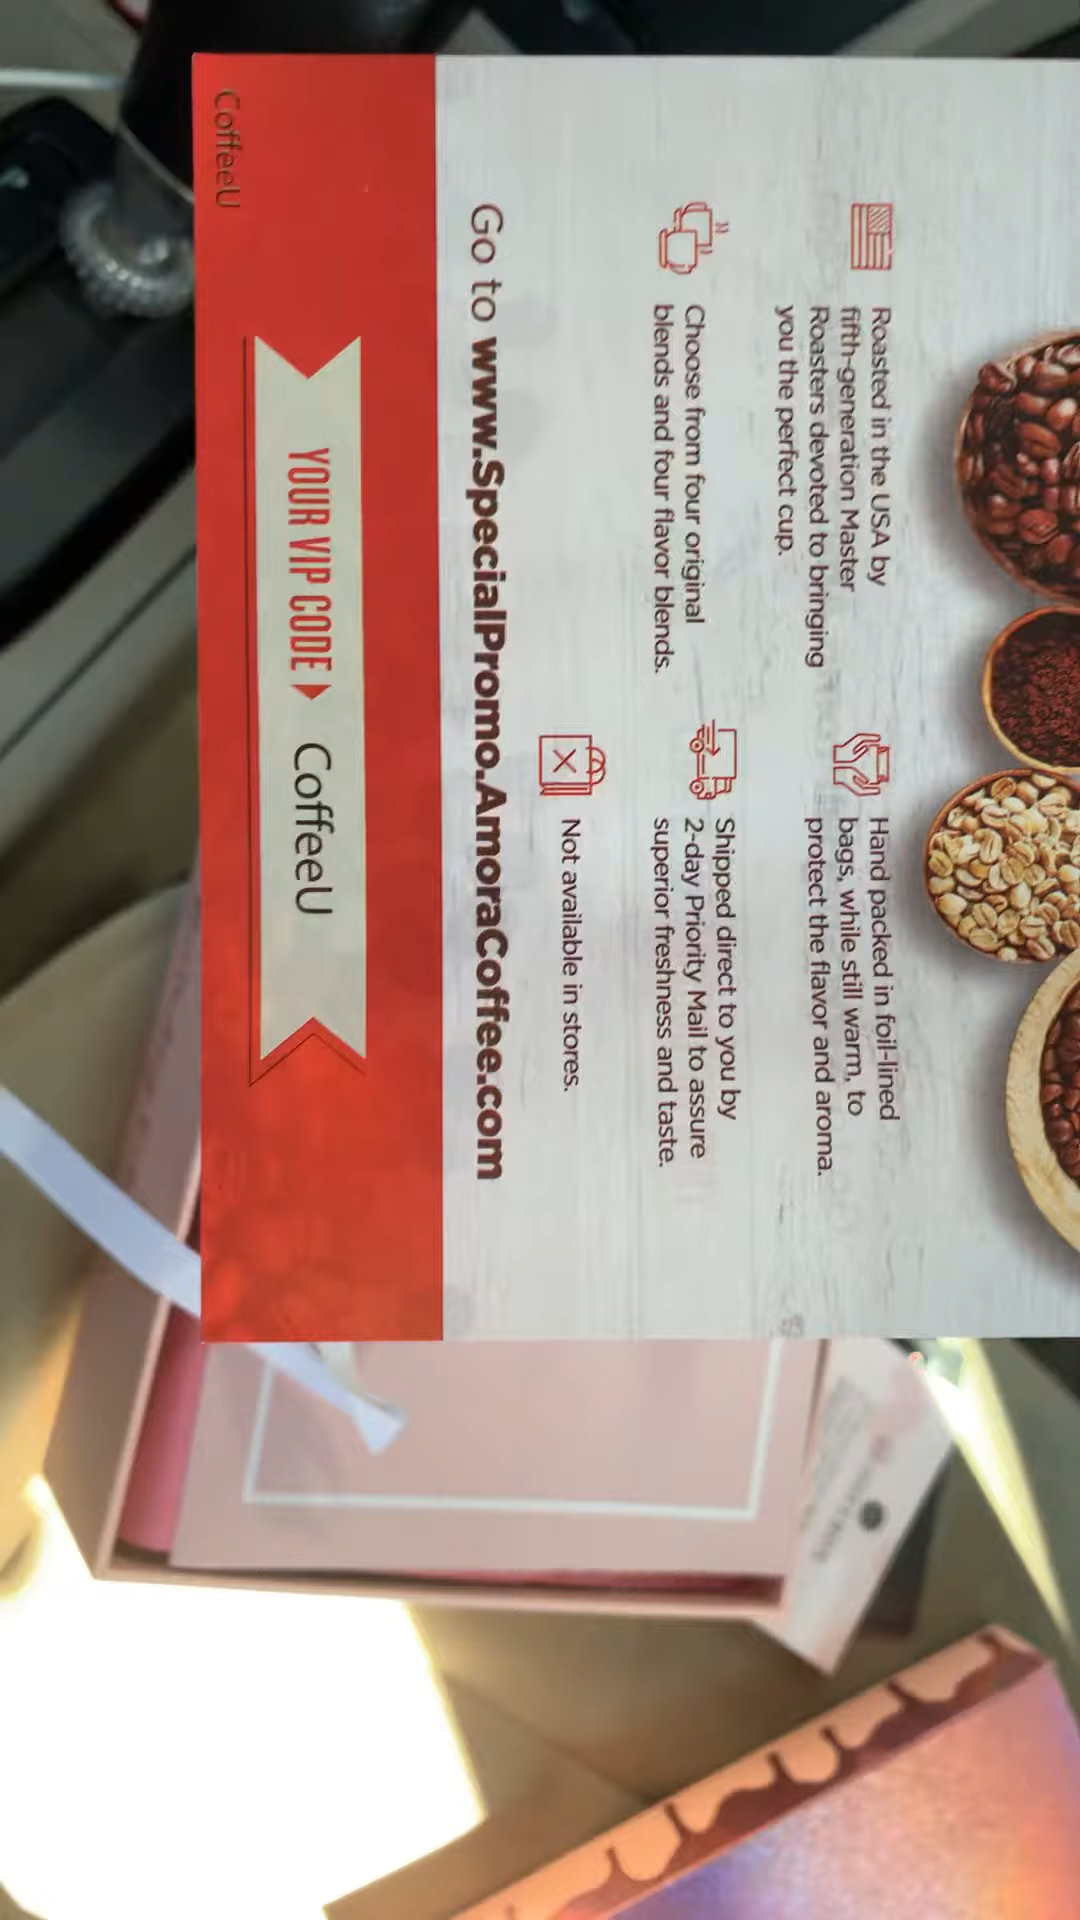 Roasted in the USA by
fifth-generation Master
Roasters devoted to bringing
you the perfect cup.
Choose from four original
blends and four flavor blends.
Hand packed in foil-lined
bags, while still warm, to
protect the flavor and aroma.
Shipped direct to you by
2-day Priority Mail to assure
superior freshness and taste.
Not available in stores.
Go to www.SpecialPromo.AmoraCoffee.com
YOUR VIP CODE CoffeeU
CoffeeU